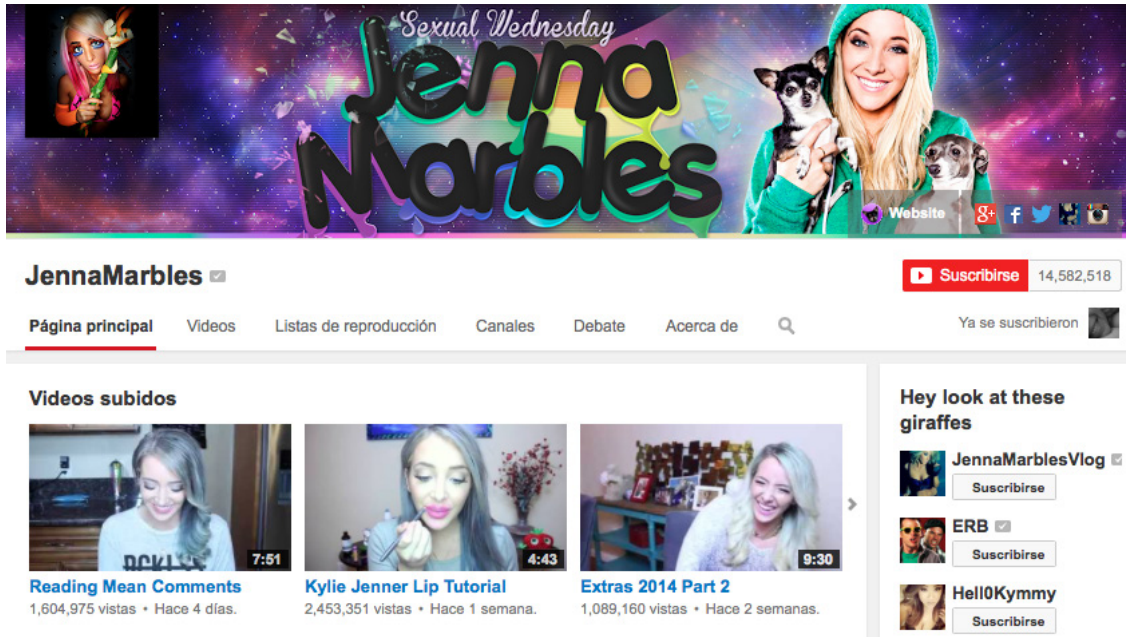 Sexual Wednesday
Jenna
Marbles
Website
JennaMarbles
Suscribirse 14,582,518
Página principal Videos Listas de reproducción Canales Debate Acerca de
Ya se suscribieron
Videos subidos
7:51 4:43 9:30
Reading Mean Comments Kylie Jenner Lip Tutorial Extras 2014 Part 2
1,604,975 vistas • Hace 4 días. 2,453,351 vistas • Hace 1 semana. 1,089,160 vistas • Hace 2 semanas.
Hey look at these
giraffes
JennaMarblesVlog
Suscribirse
ERB
Suscribirse
Hell0Kymmy
Suscribirse